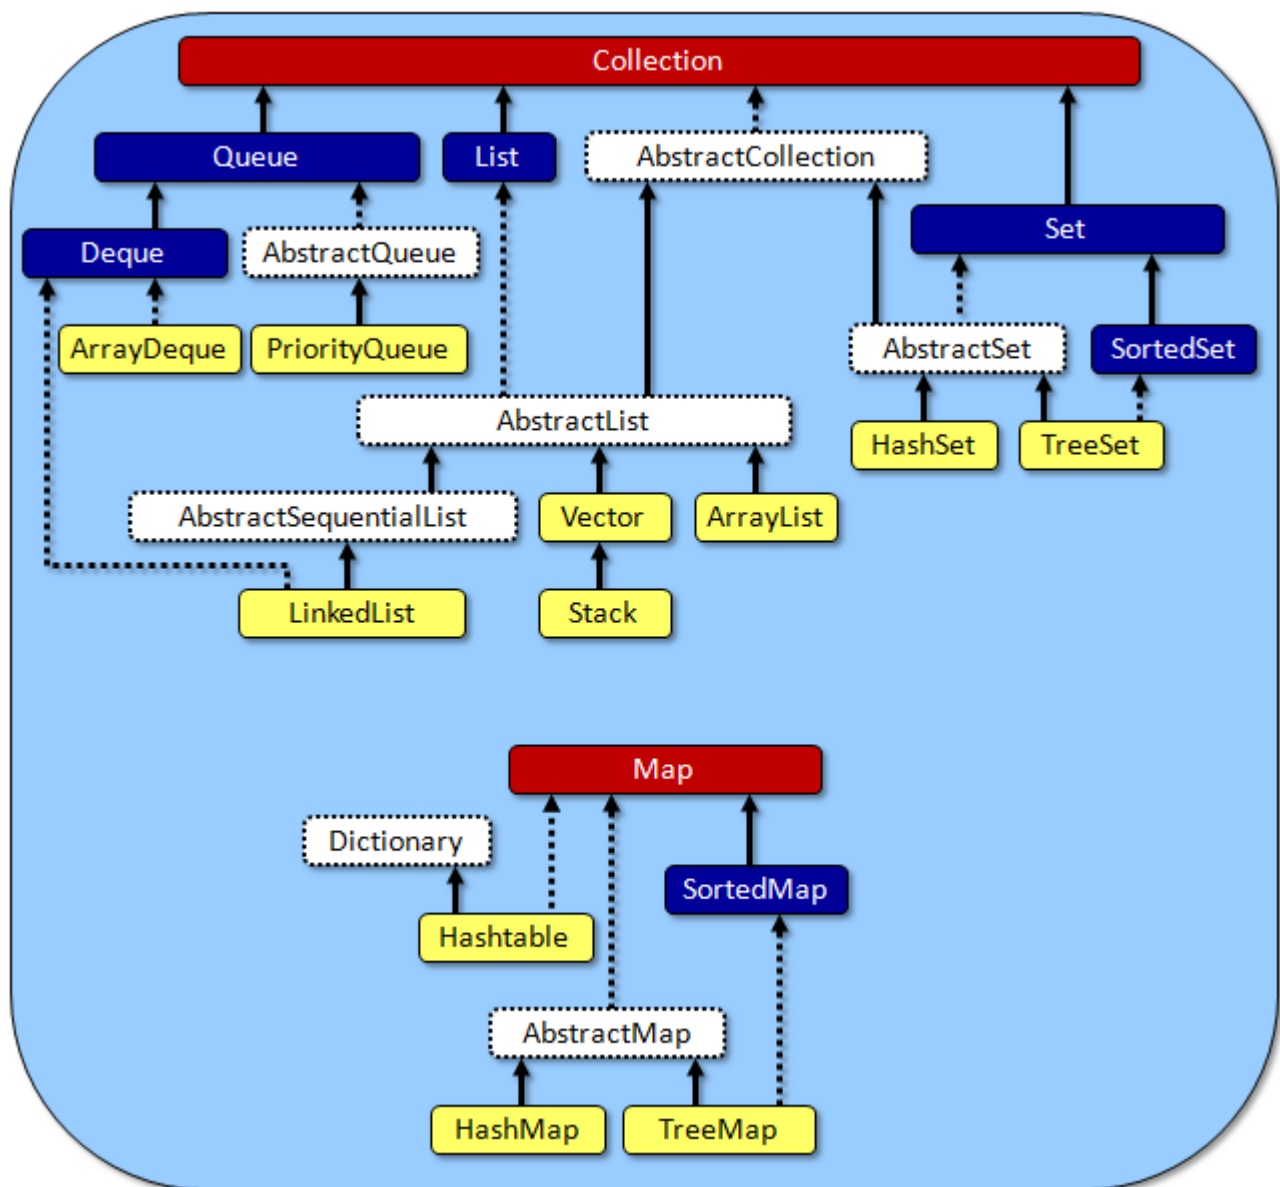 Collection
Queue
List
AbstractCollection
Set
Deque
AbstractQueue
ArrayDeque
PriorityQueue
AbstractSet
SortedSet
AbstractList
HashSet
TreeSet
AbstractSequentialList
Vector
ArrayList
LinkedList
Stack
Map
Dictionary
SortedMap
Hashtable
AbstractMap
HashMap
TreeMap